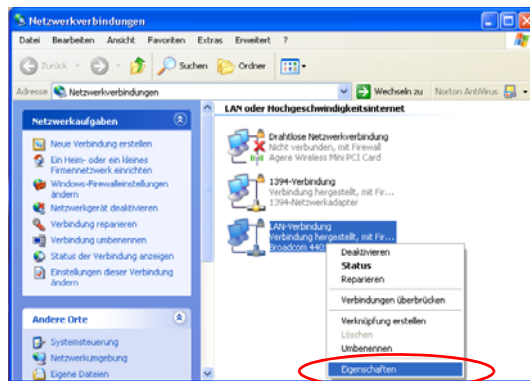 Netzwerkverbindungen
Datei Bearbeiten Ansicht Favoriten Extras Erweitert ?
Zurück Suchen Ordner
Adresse Netzwerkverbindungen Wechseln zu Norton AntiVirus
Netzwerkaufgaben
Neue Verbindung erstellen
Ein Heim- oder ein kleines
Firmennetzwerk einrichten
Windows-Firewalleinstellungen
ändern
Netzwerkgerät deaktivieren
Verbindung reparieren
Verbindung umbenennen
Status der Verbindung anzeigen
Einstellungen dieser Verbindung
ändern
Andere Orte
Systemsteuerung
Netzwerkumgebung
Eigene Dateien
LAN oder Hochgeschwindigkeitsinternet
Drahtlose Netzwerkverbindung
Nicht verbunden, mit Firewall
Agere Wireless Mini PCI Card
1394-Verbindung
Verbindung hergestellt, mit Fir...
1394-Netzwerkadapter
LAN-Verbindung
Verbindung hergestellt, mit Fir...
Broadcom 440
Deaktivieren
Status
Reparieren
Verbindungen überbrücken
Verknüpfung erstellen
Löschen
Umbenennen
Eigenschaften